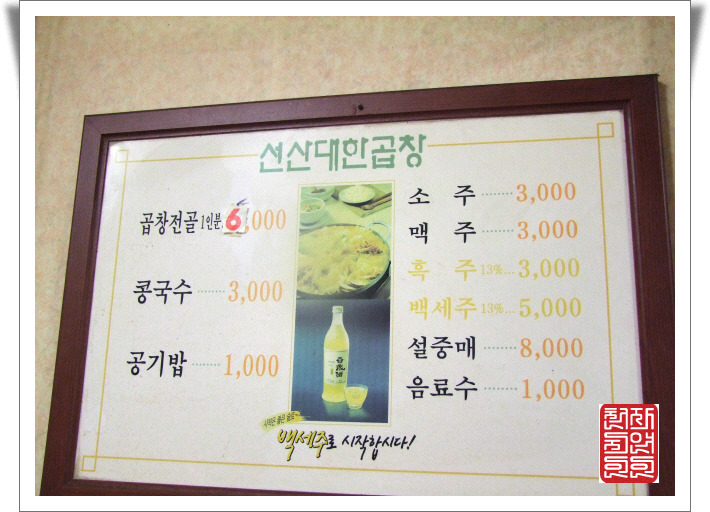 선산대한곱창
곱창전골 1인분 6,000
콩국수 ······ 3,000
공기밥 ······ 1,000
소 주 ······ 3,000
맥 주 ······ 3,000
흑 주 13%... 3,000
백세주 13%... 5,000
설중매 ······ 8,000
음료수 ······ 1,000
백세주로 시작합시다!